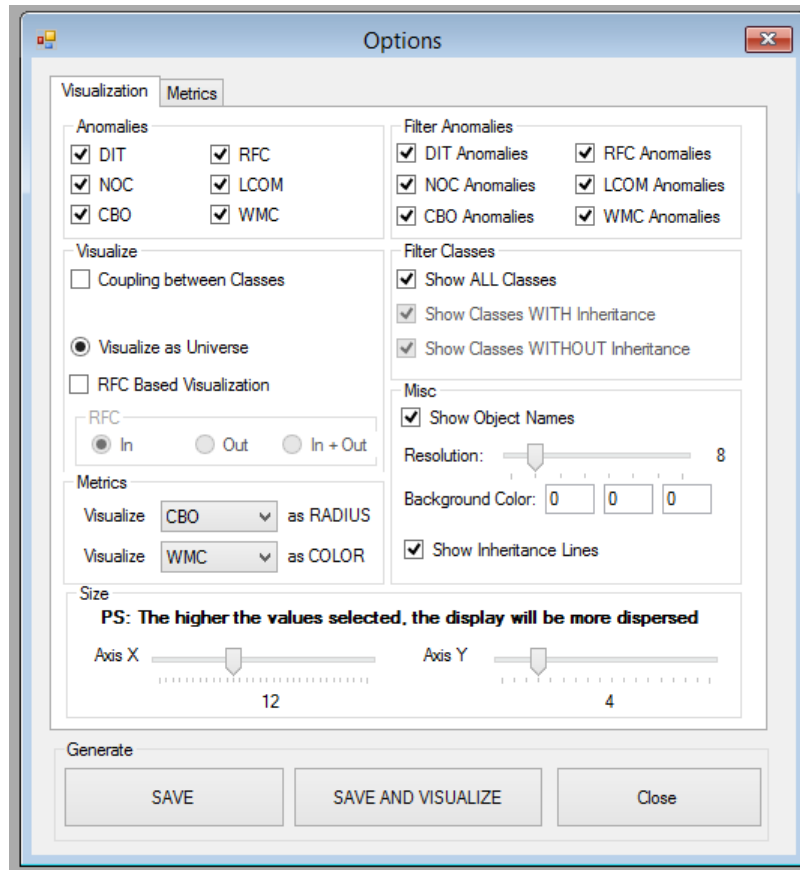 Options
Visualization Metrics
Anomalies
DIT RFC
NOC LCOM
CBO WMC
Filter Anomalies
DIT Anomalies RFC Anomalies
NOC Anomalies LCOM Anomalies
CBO Anomalies WMC Anomalies
Visualize
Coupling between Classes
Visualize as Universe
RFC Based Visualization
RFC
In Out In + Out
Filter Classes
Show ALL Classes
Show Classes WITH Inheritance
Show Classes WITHOUT Inheritance
Metrics
Visualize CBO as RADIUS
Visualize WMC as COLOR
Misc
Show Object Names
Resolution: 8
Background Color: 0 0 0
Show Inheritance Lines
Size
PS: The higher the values selected, the display will be more dispersed
Axis X Axis Y
12 4
Generate
SAVE SAVE AND VISUALIZE Close